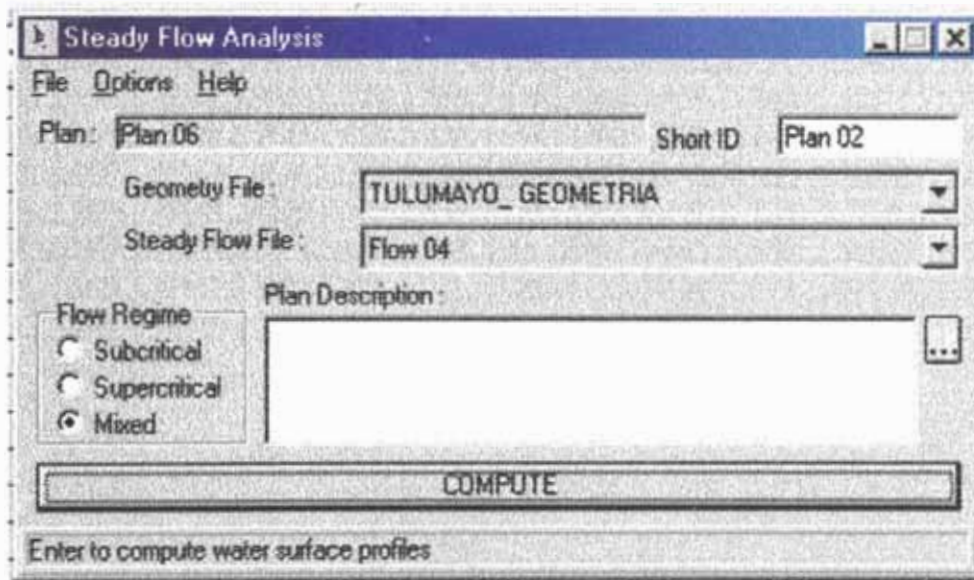 Steady Flow Analysis
File Options Help
Plan : Plan 06 Short ID Plan 02
Geometry File : TULUMAYO_ GEOMETRIA
Steady Flow File : Flow 04
Plan Description :
Flow Regime
Subcritical
Supercritical
Mixed
...
COMPUTE
Enter to compute water surface profiles